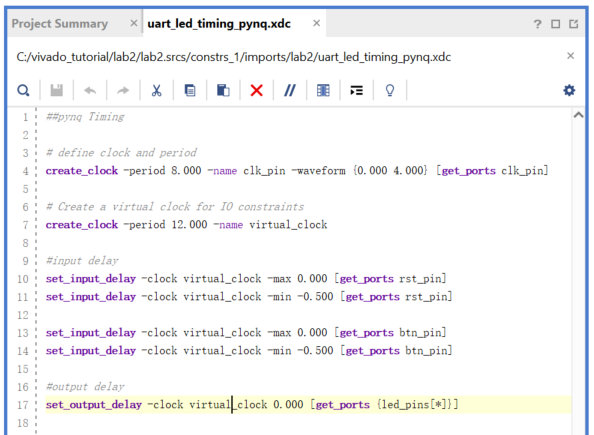 Project Summary × uart_led_timing_pynq.xdc × ?
C:/vivado_tutorial/lab2/lab2.srcs/constrs_1/imports/lab2/uart_led_timing_pynq.xdc ×
1 ##pynq Timing
2
3 # define clock and period
4 create_clock -period 8.000 -name clk_pin -waveform {0.000 4.000} [get_ports clk_pin]
5
6 # Create a virtual clock for IO constraints
7 create_clock -period 12.000 -name virtual_clock
8
9 #input delay
10 set_input_delay -clock virtual_clock -max 0.000 [get_ports rst_pin]
11 set_input_delay -clock virtual_clock -min -0.500 [get_ports rst_pin]
12
13 set_input_delay -clock virtual_clock -max 0.000 [get_ports btn_pin]
14 set_input_delay -clock virtual_clock -min -0.500 [get_ports btn_pin]
15
16 #output delay
17 set_output_delay -clock virtual_clock 0.000 [get_ports {led_pins[*]}]
18